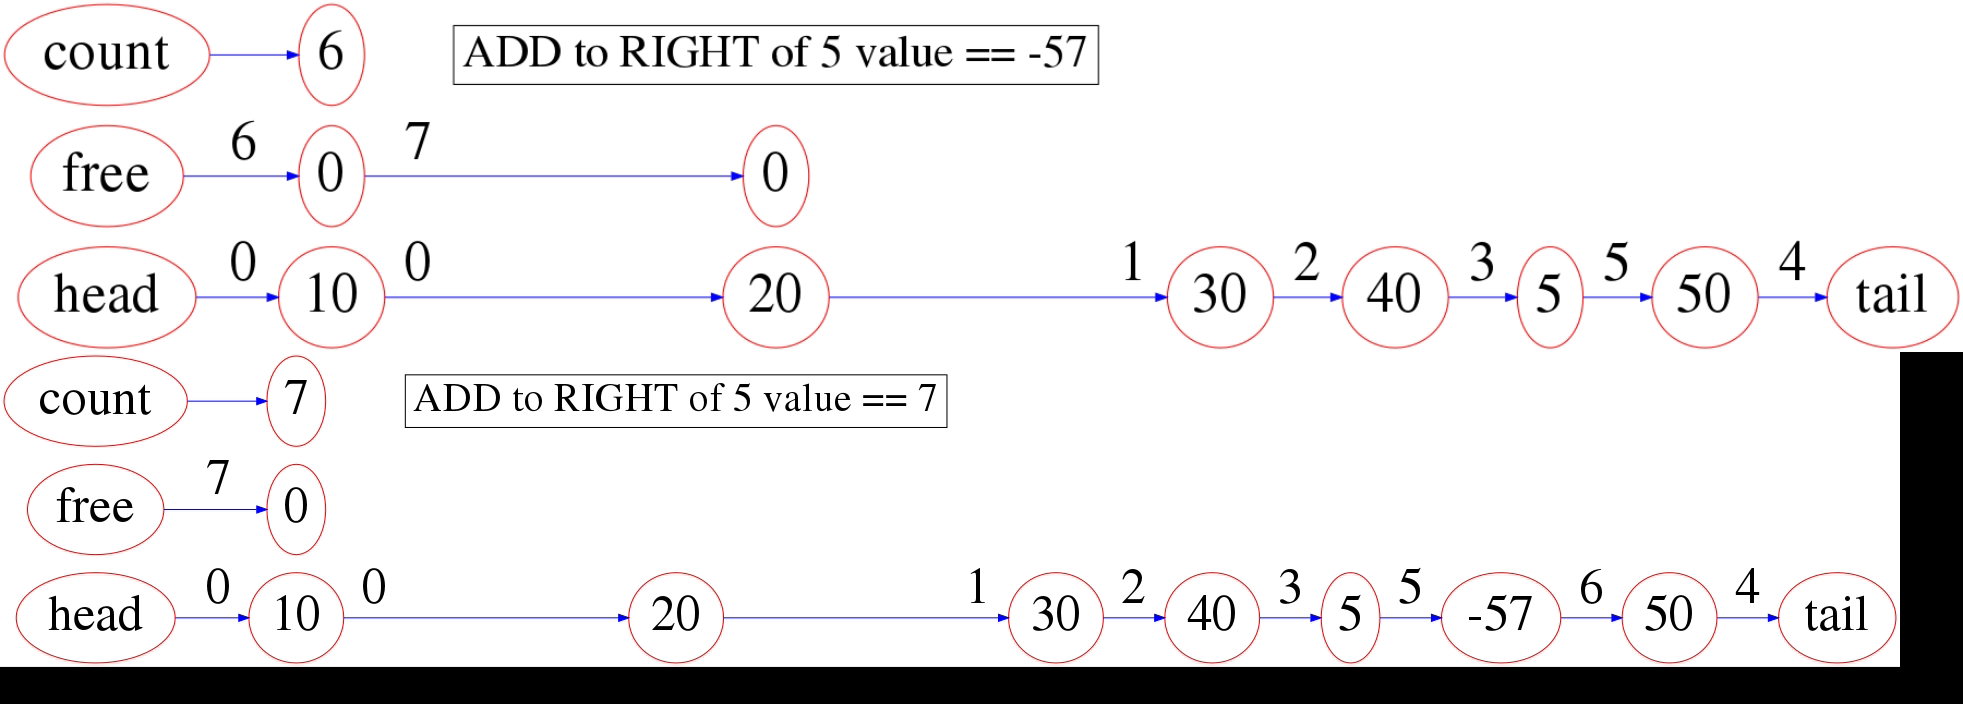 count 6 ADD to RIGHT of 5 value == -57
free 6 0 7 0
head 0 10 0 20 1 30 2 40 3 5 5 50 4 tail
count 7 ADD to RIGHT of 5 value == 7
free 7 0
head 0 10 0 20 1 30 2 40 3 5 5 -57 6 50 4 tail